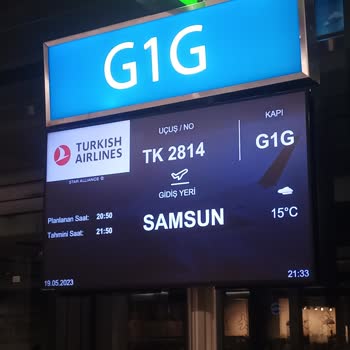 G1G
TURKISH
AIRLINES
STAR ALLIANCE
UÇUŞ / NO
TK 2814
KAPI
G1G
GİDİŞ YERİ
SAMSUN
15°C
Planlanan Saat: 20:50
Tahmini Saat: 21:50
19.05.2023
21:33